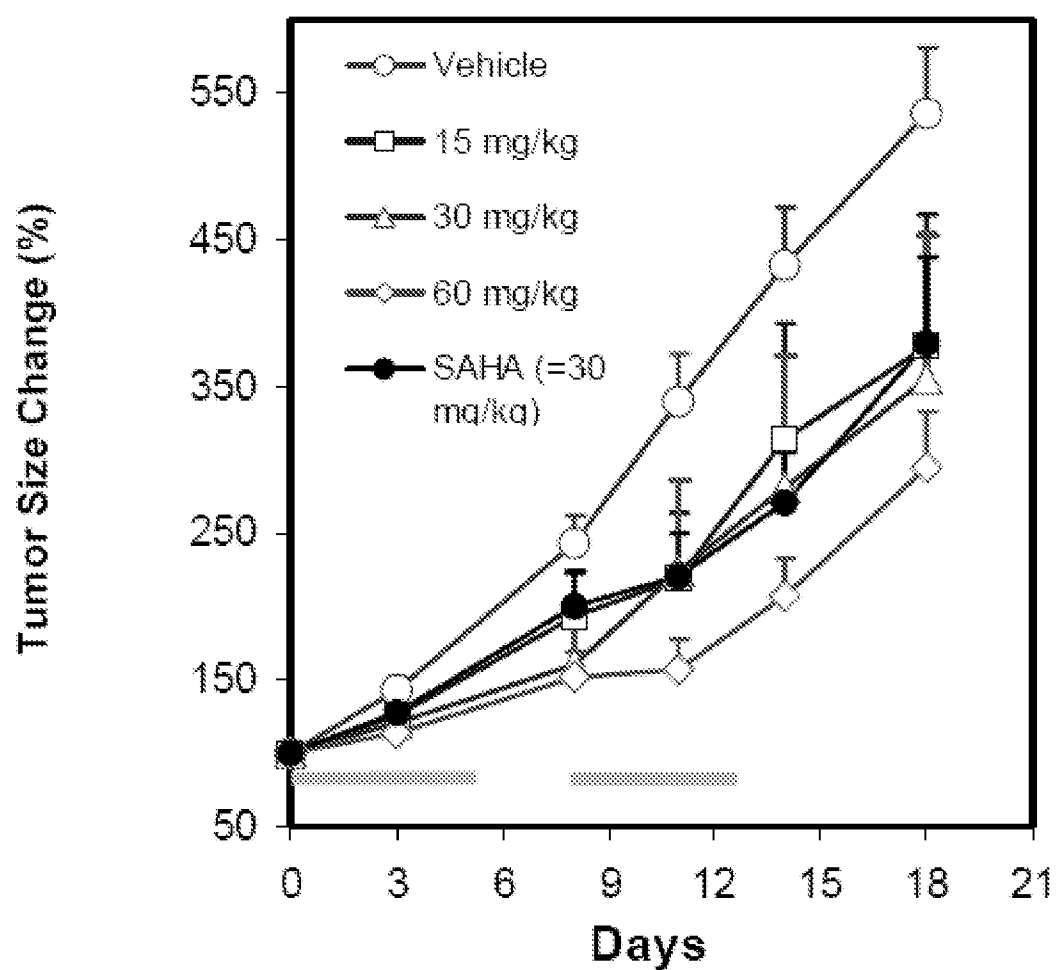 Tumor Size Change (%)
550
450
350
250
150
50
Vehicle
15 mg/kg
30 mg/kg
60 mg/kg
SAHA (=30
mg/kg)
0 3 6 9 12 15 18 21
Days